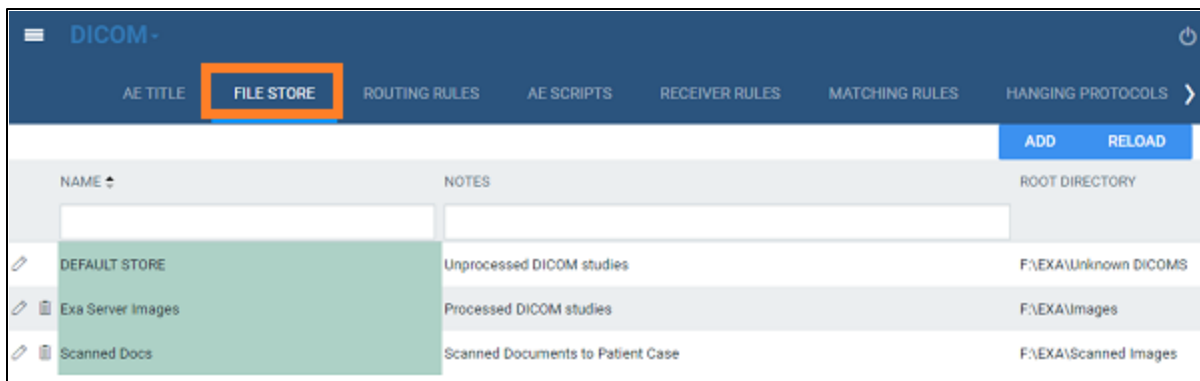 DICOM
AE TITLE FILE STORE ROUTING RULES AE SCRIPTS RECEIVER RULES MATCHING RULES HANGING PROTOCOLS
ADD RELOAD
NAME NOTES ROOT DIRECTORY
DEFAULT STORE Unprocessed DICOM studies F:\EXA\Unknown DICOMS
Exa Server Images Processed DICOM studies F:\EXA\Images
Scanned Docs Scanned Documents to Patient Case F:\EXA\Scanned Images